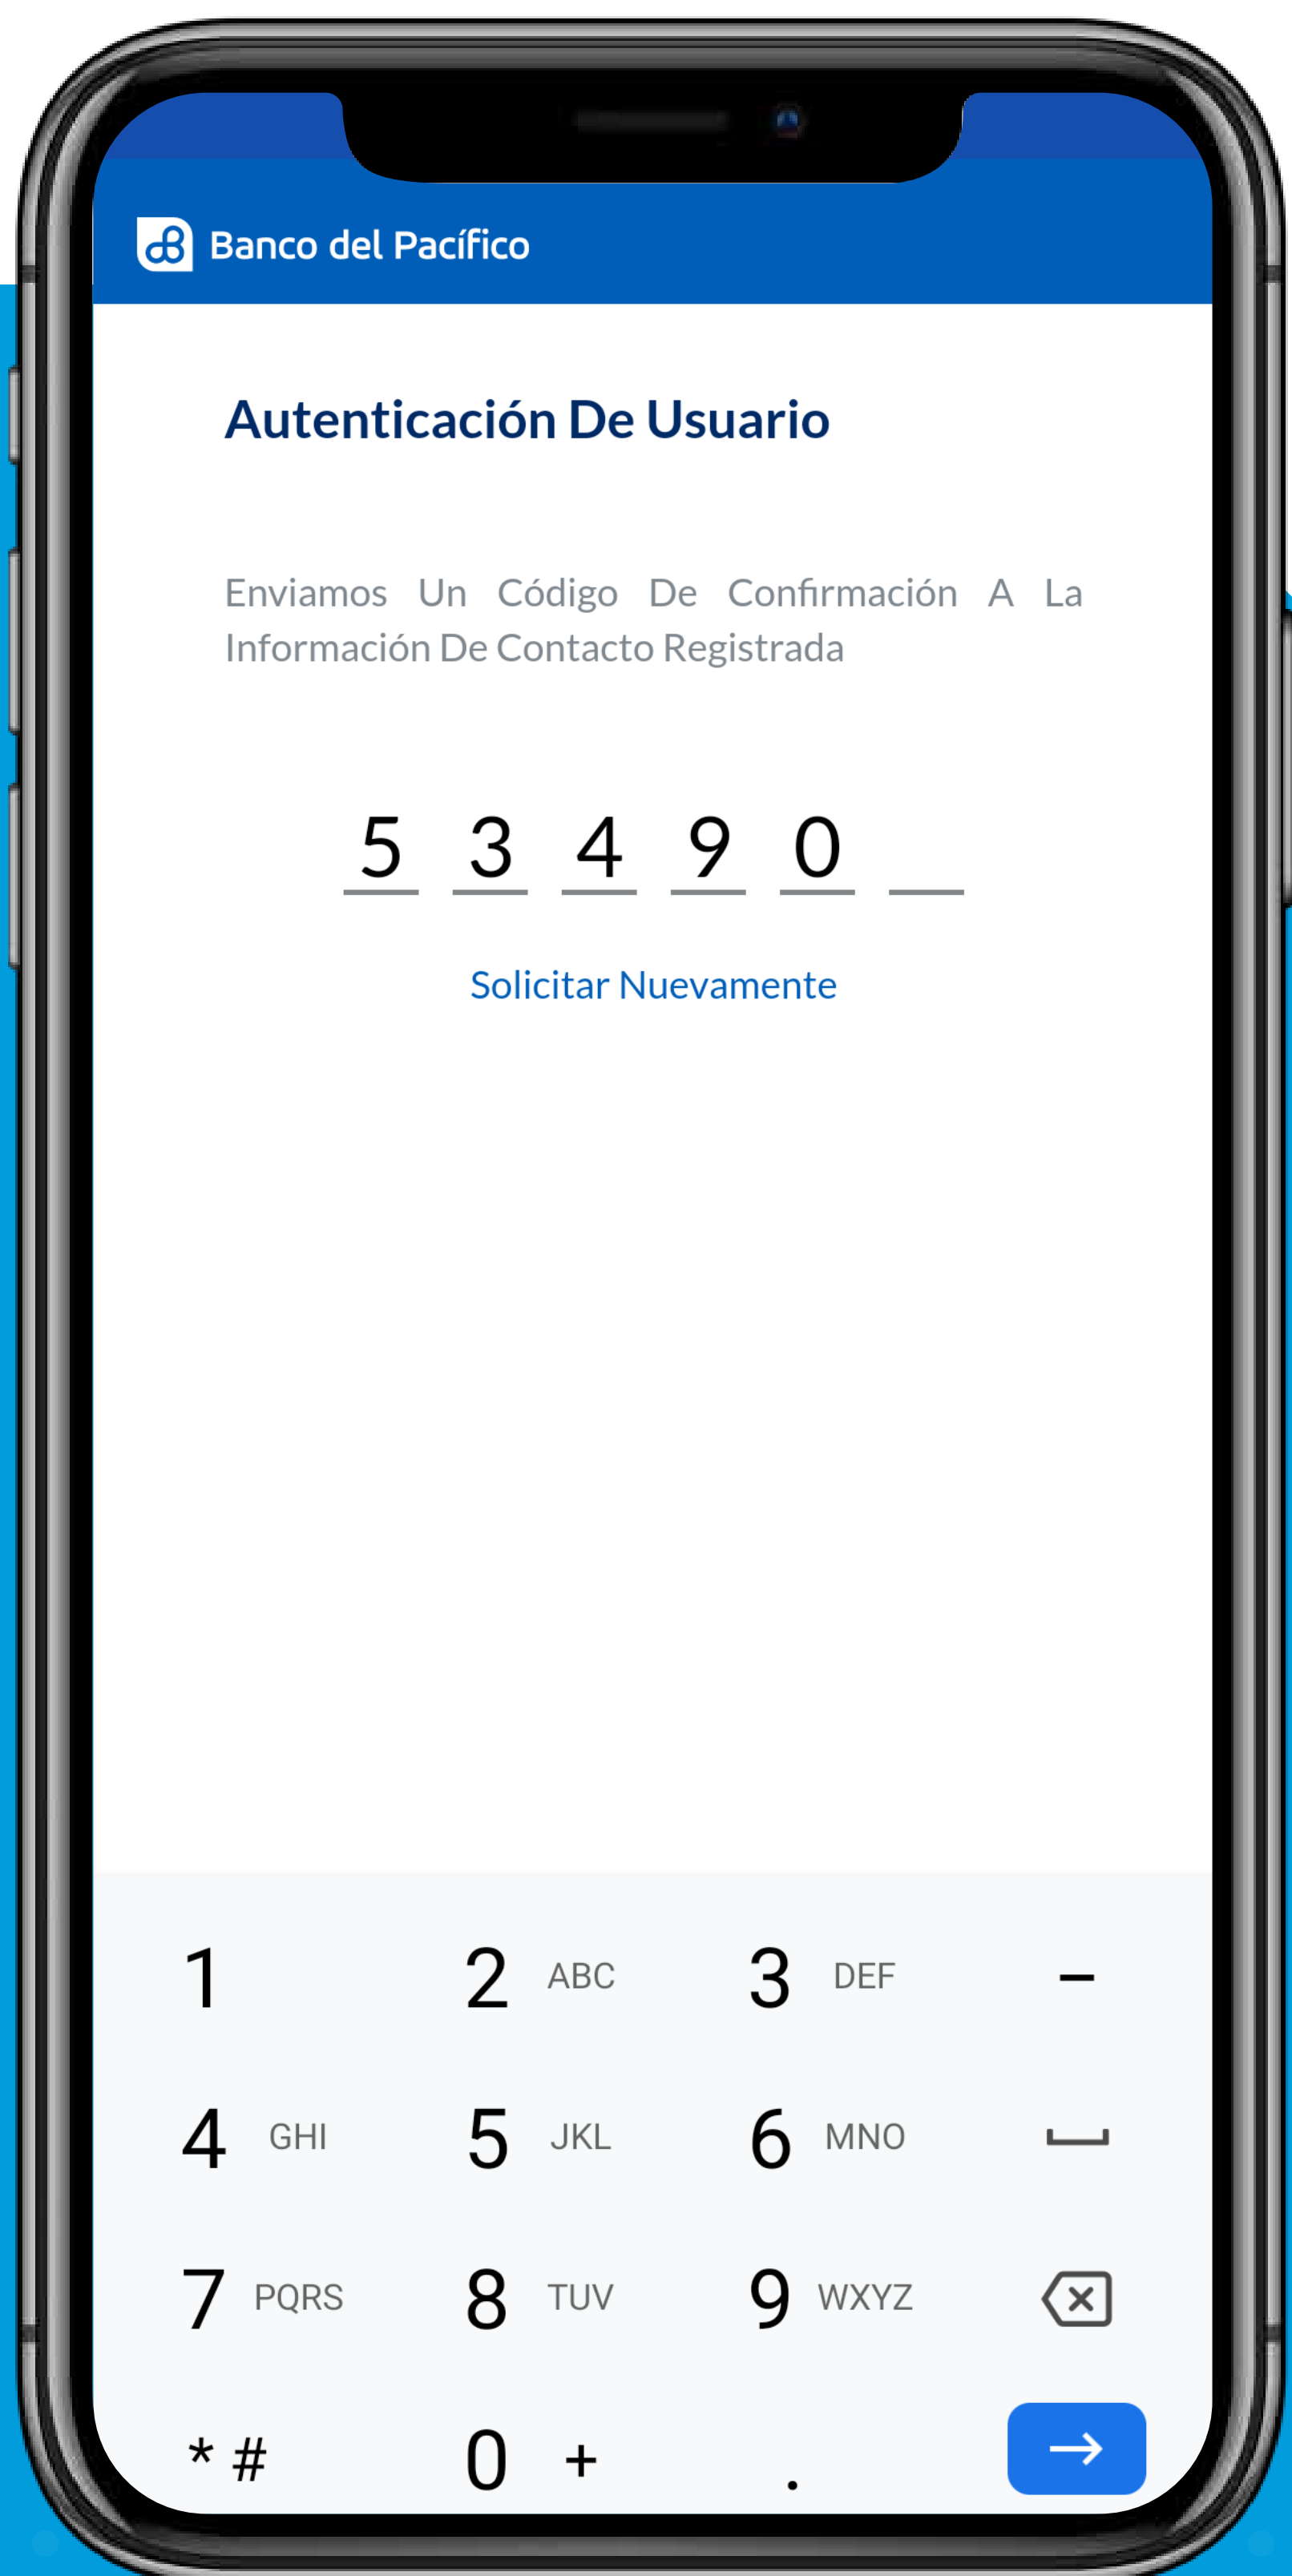 Banco del Pacífico
Autenticación De Usuario
Enviamos Un Código De Confirmación A La
Información De Contacto Registrada
5 3 4 9 0
Solicitar Nuevamente
1 2 ABC 3 DEF –
4 GHI 5 JKL 6 MNO
7 PQRS 8 TUV 9 WXYZ
* # 0 + .